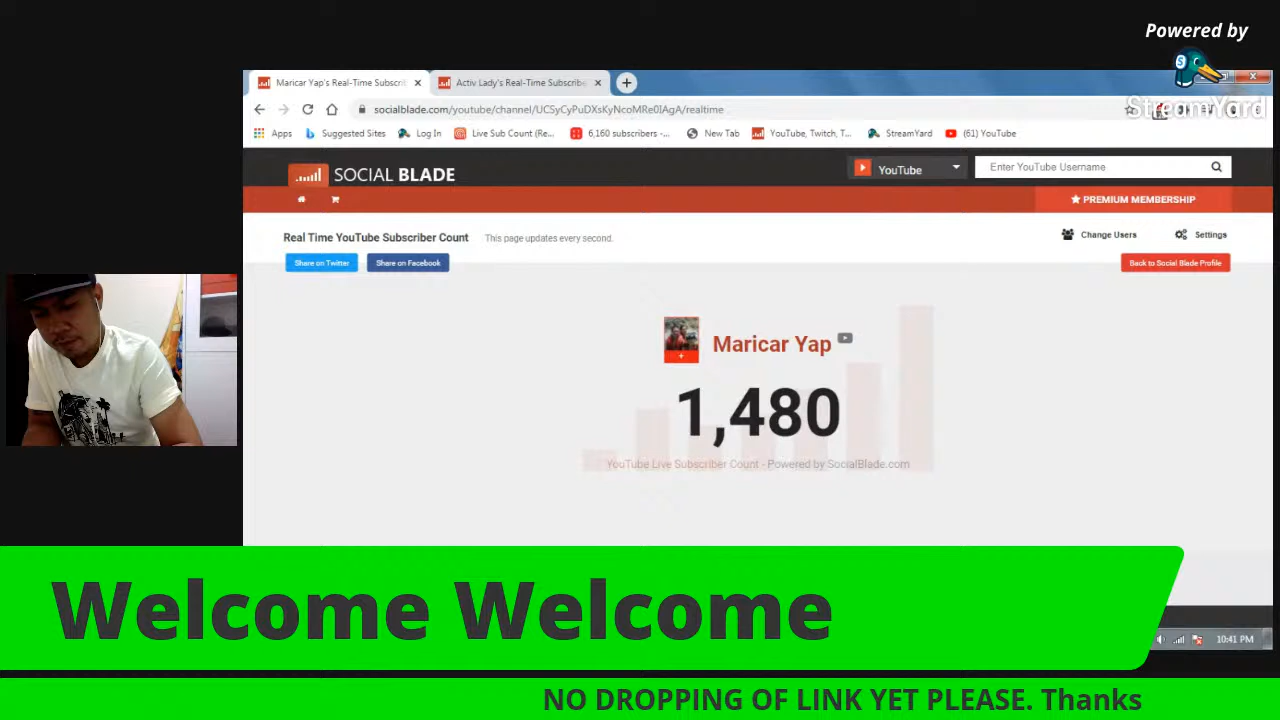 Powered by
StreamYard
Maricar Yap's Real-Time Subscri
Activ Lady's Real-Time Subscribe
socialblade.com/youtube/channel/UCSyCyPuDXsKyNcoMRe0IAgA/realtime
Apps
Suggested Sites
Log In
Live Sub Count (Re...
6,160 subscribers -...
New Tab
YouTube, Twitch, T...
StreamYard
(61) YouTube
SOCIAL BLADE
YouTube
Enter YouTube Username
PREMIUM MEMBERSHIP
Real Time YouTube Subscriber Count
This page updates every second.
Change Users
Settings
Share on Twitter
Share on Facebook
Back to Social Blade Profile
Maricar Yap
1,480
YouTube Live Subscriber Count - Powered by SocialBlade.com
Welcome Welcome
10:41 PM
NO DROPPING OF LINK YET PLEASE. Thanks